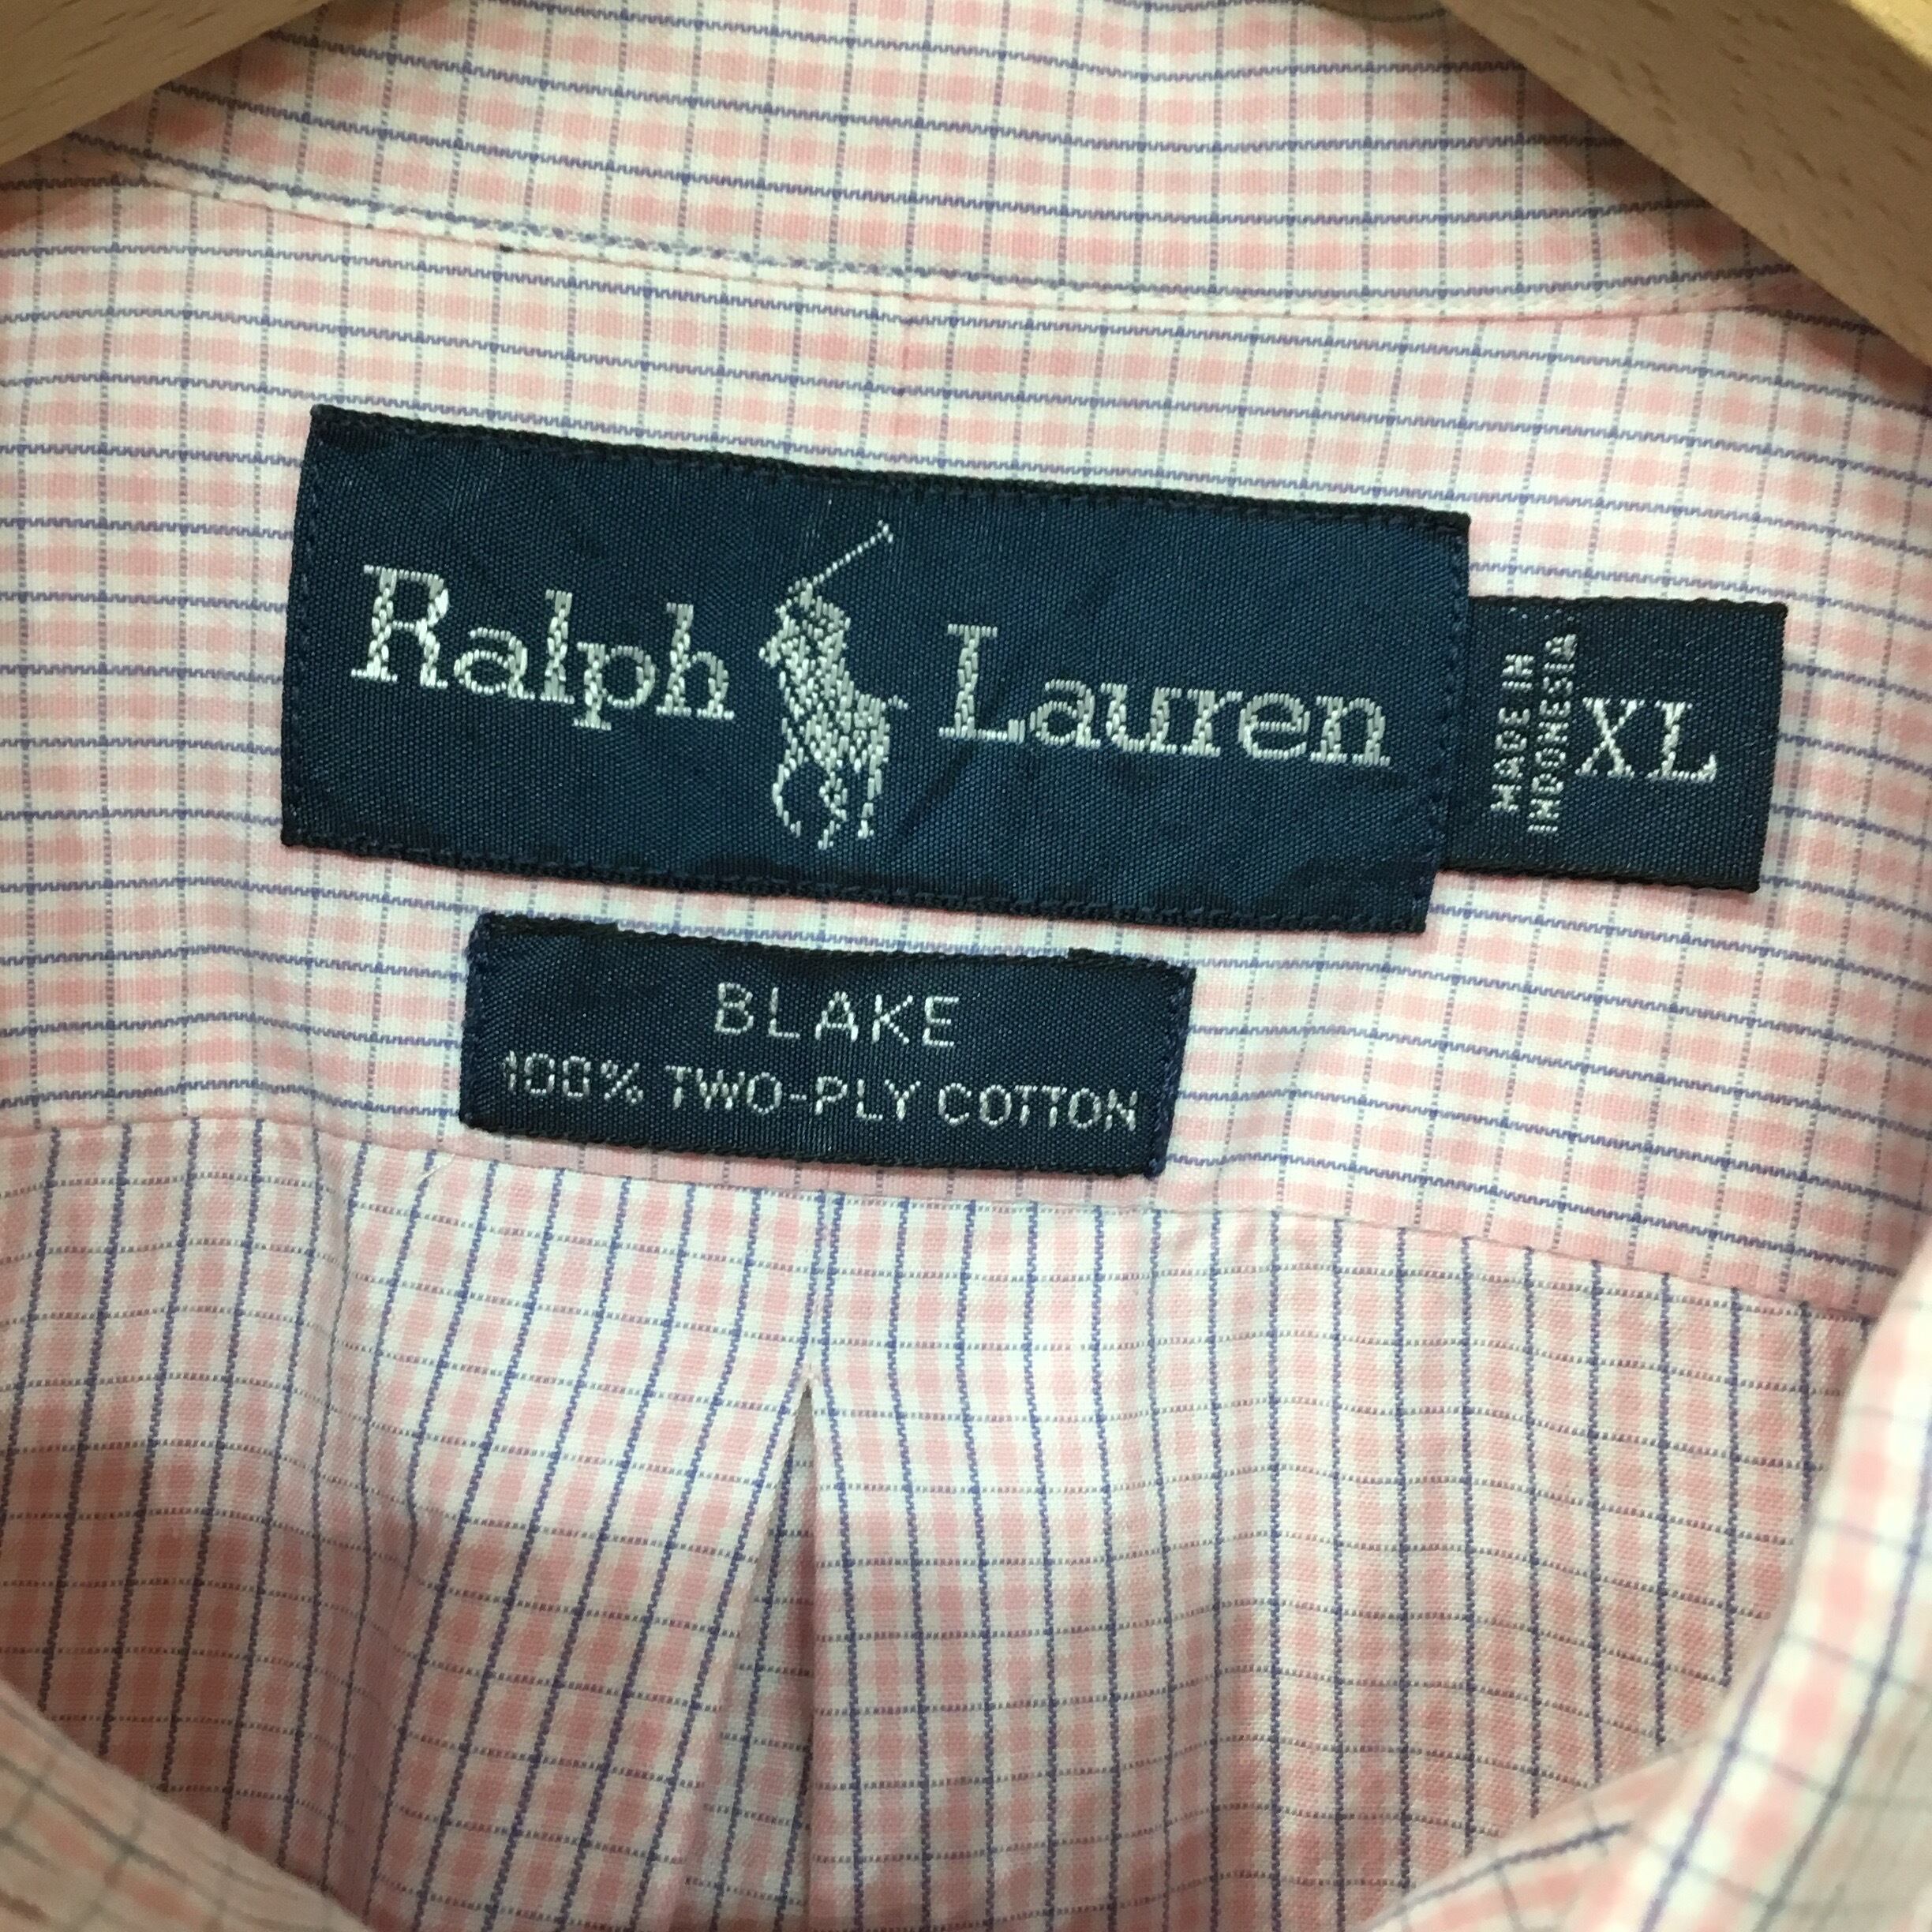 Ralph Lauren
MADE IN
INDONESIA
XL
BLAKE
100% TWO-PLY COTTON